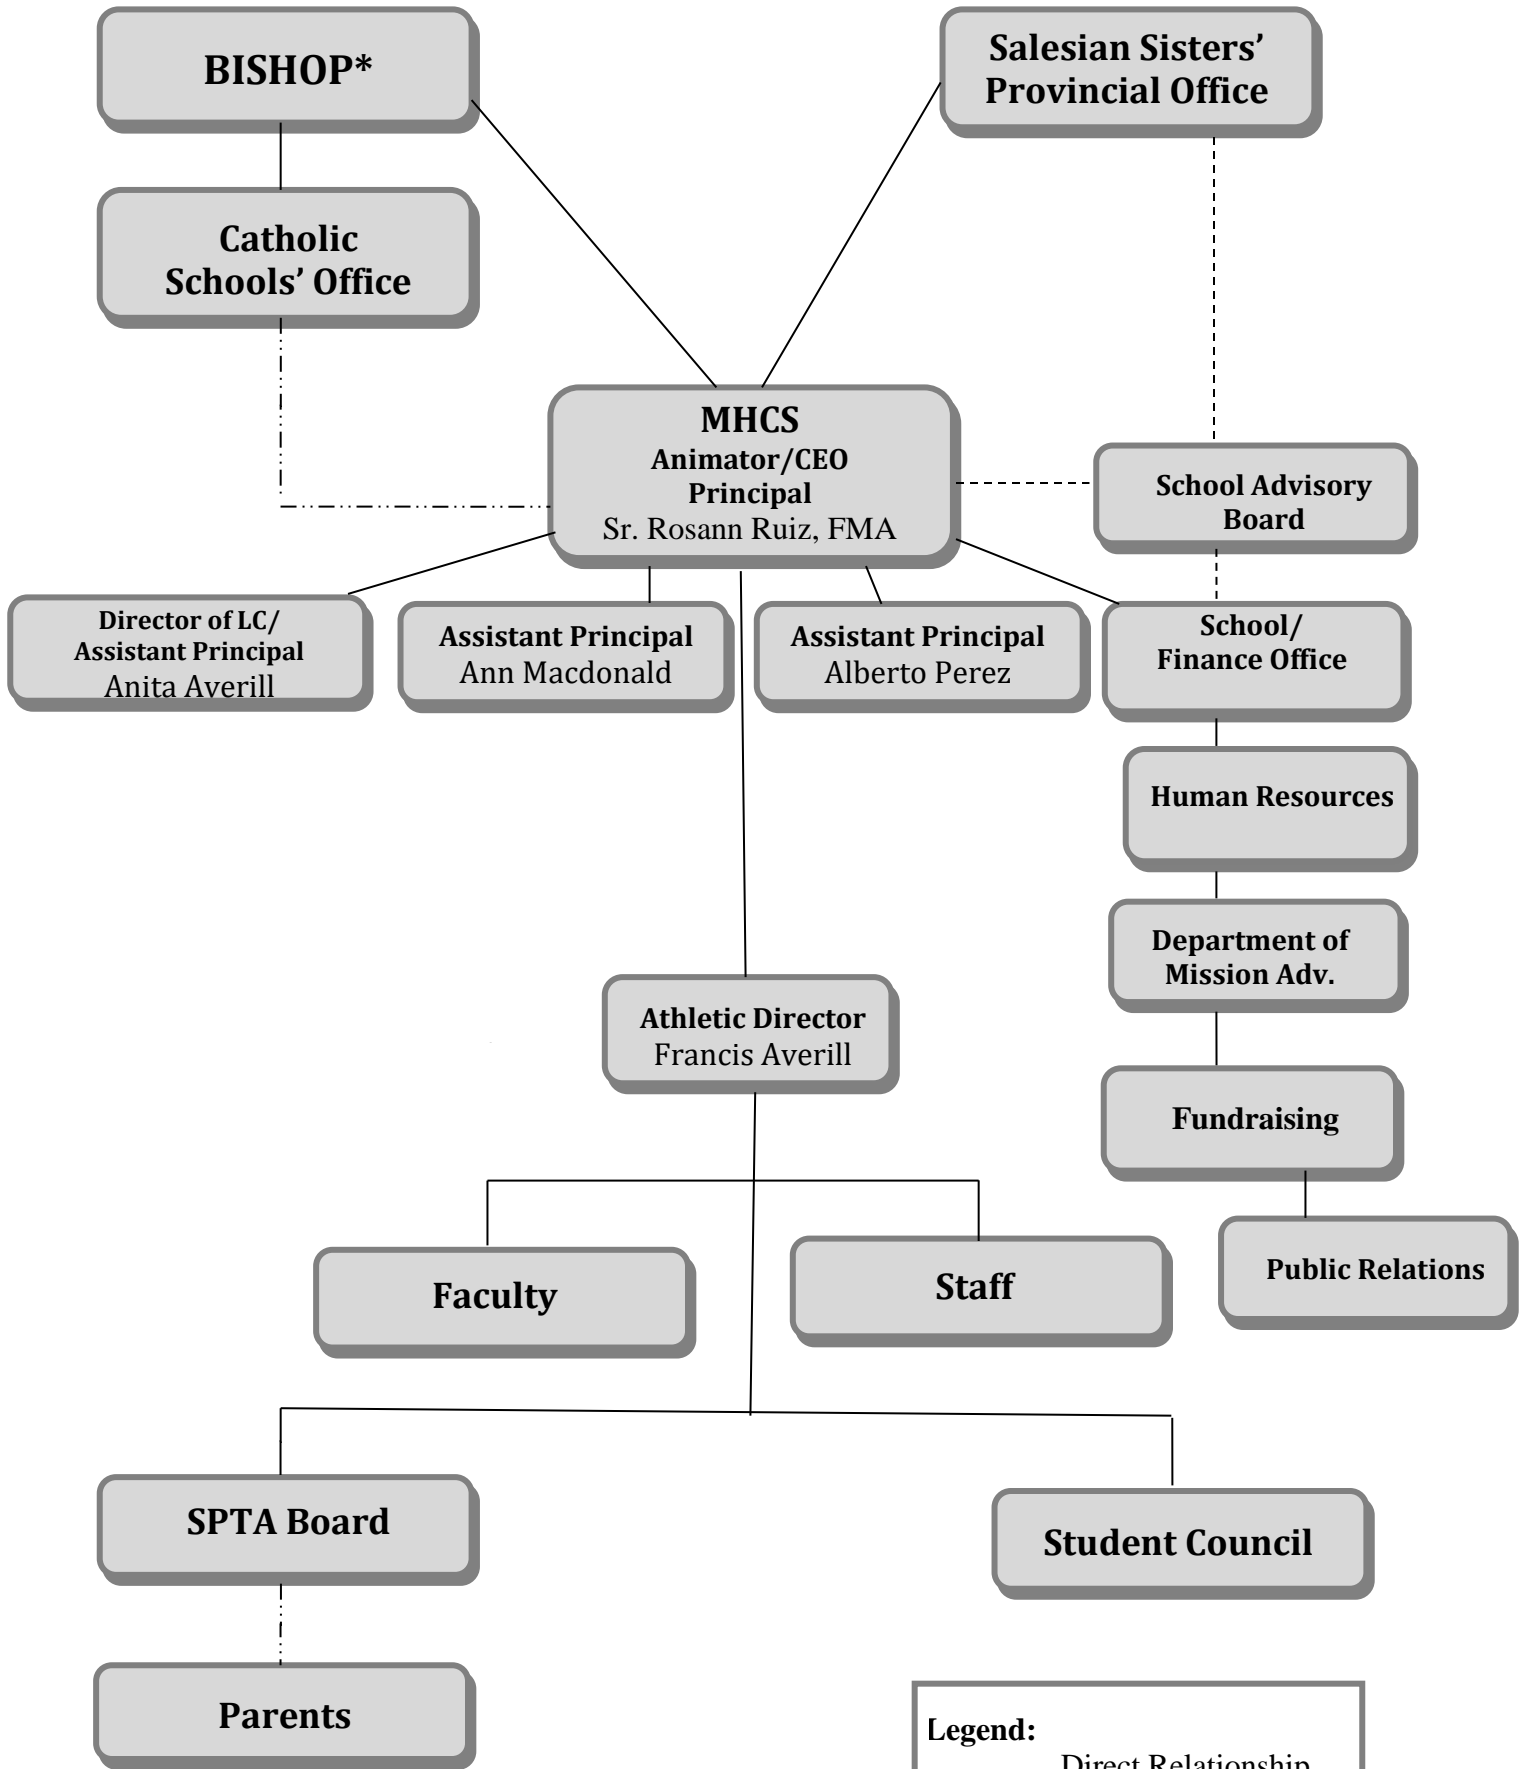 BISHOP*
Salesian Sisters’
Provincial Office
Catholic
Schools’ Office
MHCS
Animator/CEO
Principal
Sr. Rosann Ruiz, FMA
School Advisory
Board
Director of LC/
Assistant Principal
Anita Averill
Assistant Principal
Ann Macdonald
Assistant Principal
Alberto Perez
School/
Finance Office
Human Resources
Department of
Mission Adv.
Athletic Director
Francis Averill
Fundraising
Public Relations
Faculty
Staff
SPTA Board
Student Council
Parents
Legend:
Direct Relationship